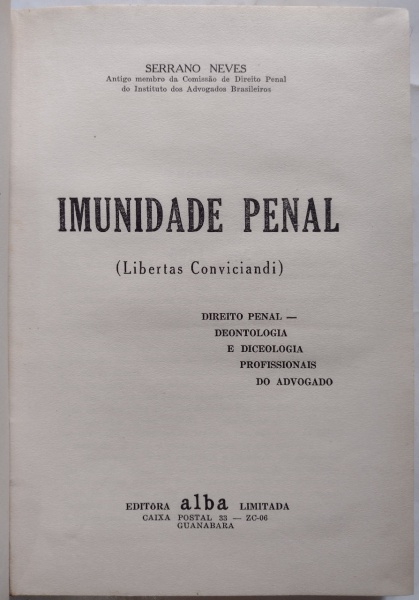 SERRANO NEVES
Antigo membro da Comissão de Direito Penal
do Instituto dos Advogados Brasileiros
IMUNIDADE PENAL
(Libertas Conviciandi)
DIREITO PENAL —
DEONTOLOGIA
E DICEOLOGIA
PROFISSIONAIS
DO ADVOGADO
EDITÔRA alba LIMITADA
CAIXA POSTAL 33 — ZC-06
GUANABARA